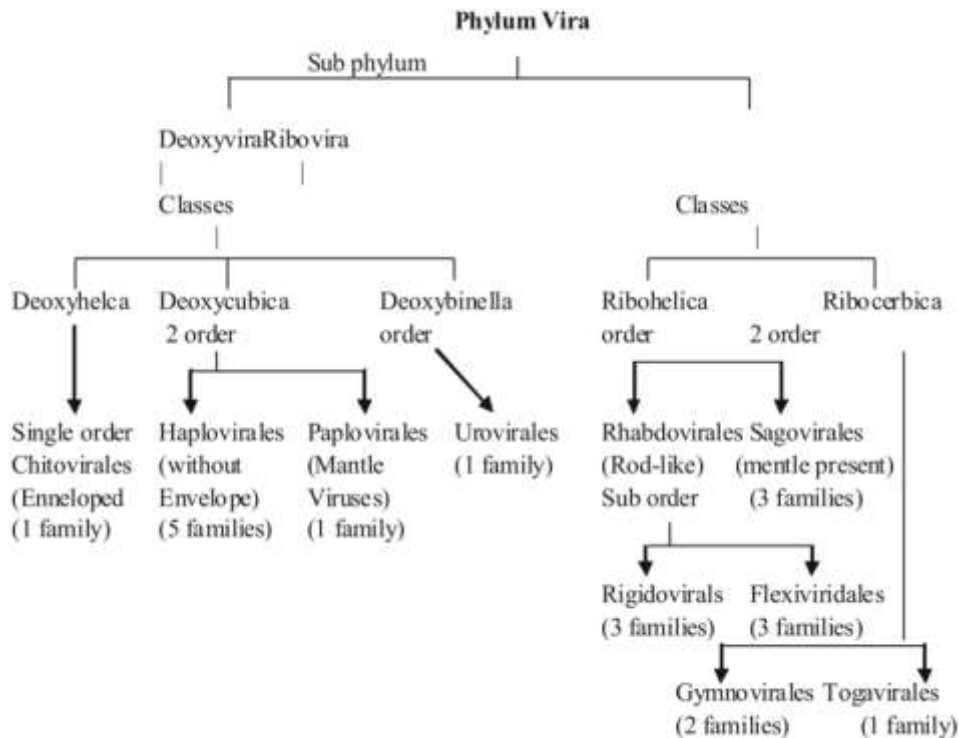 Phylum Vira
Sub phylum
DeoxyviraRibovira
Classes Classes
Deoxyhelca Deoxycubica Deoxybinella Ribohelica Ribocerbica
2 order order order 2 order
Single order Haplovirales Paplovirales Urovirales Rhabdovirales Sagovirales
Chitovirales (without (Mantle (1 family) (Rod-like) (mentle present)
(Enneloped Envelope) Viruses) Sub order (3 families)
(1 family) (5 families) (1 family)
Rigidovirals Flexiviridales
(3 families) (3 families)
Gymnovirales Togavirales
(2 families) (1 family)